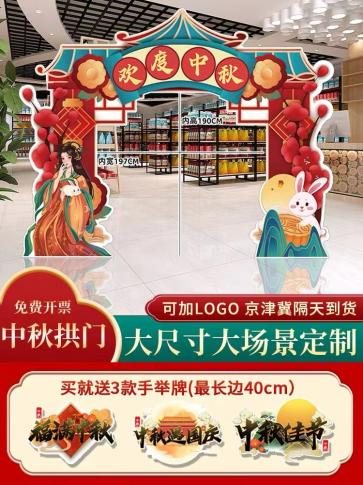 欢度中秋
内高190CM
内宽197CM
免费开票
可加LOGO 京津冀隔天到货
中秋拱门
大尺寸大场景定制
买就送3款手举牌(最长边40cm)
福满中秋
中秋迎国庆
中秋佳节